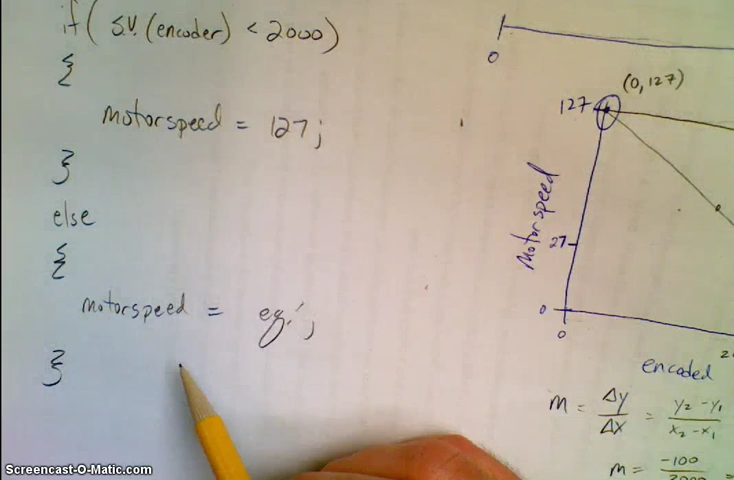 if( S.V.(encoder) < 2000)
{
motorspeed = 127;
}
else
{
motorspeed = eq.';
}
0
(0,127)
127
Motorspeed
27
0
0
encoded
m = Δy/ΔX = y₂-y₁/x₂-x₁
m = -100
Screencast-O-Matic.com